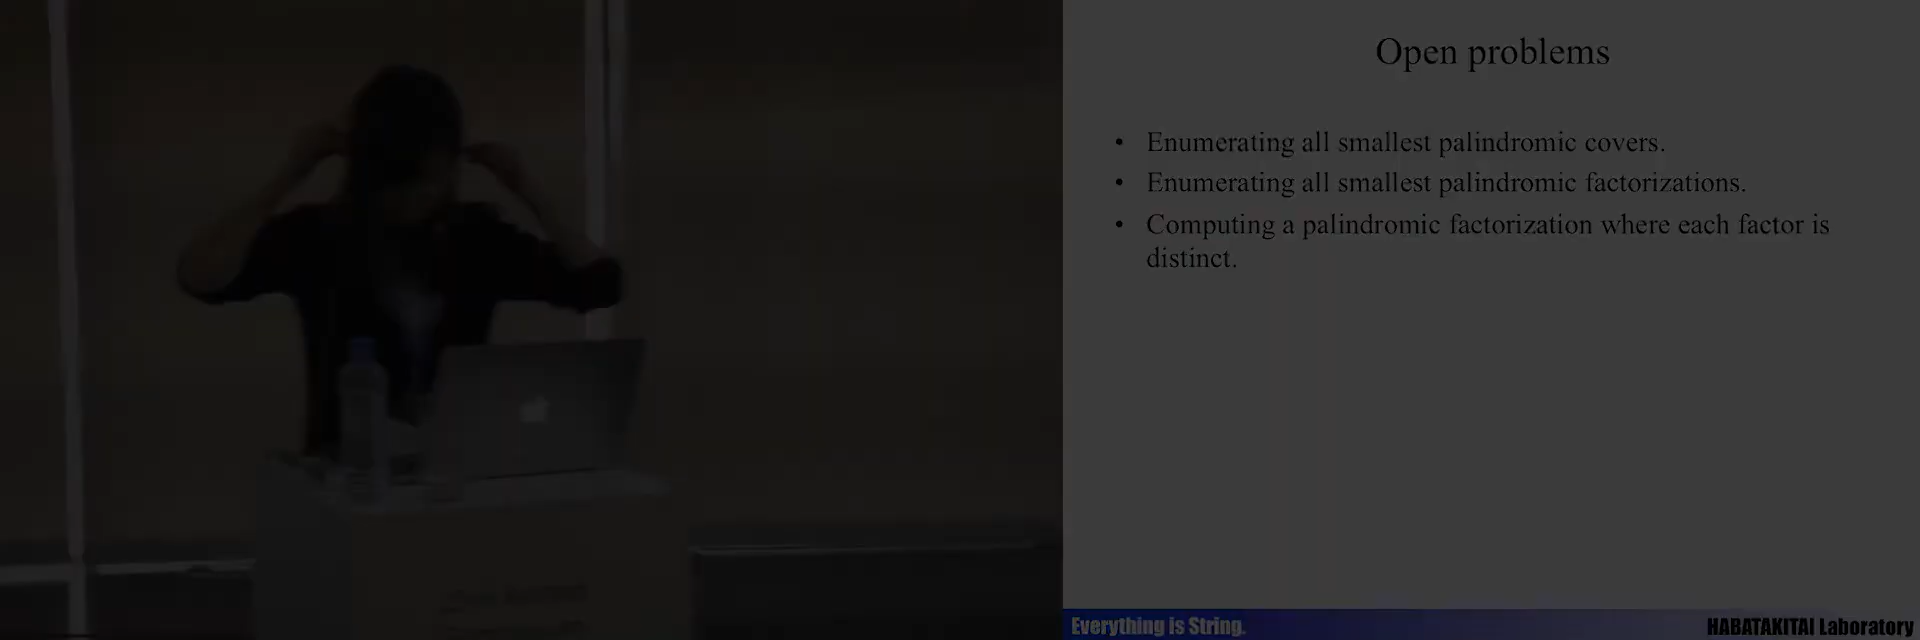 Open problems
• Enumerating all smallest palindromic covers.
• Enumerating all smallest palindromic factorizations.
• Computing a palindromic factorization where each factor is
distinct.
Everything is String.
HABATAKITAI Laboratory